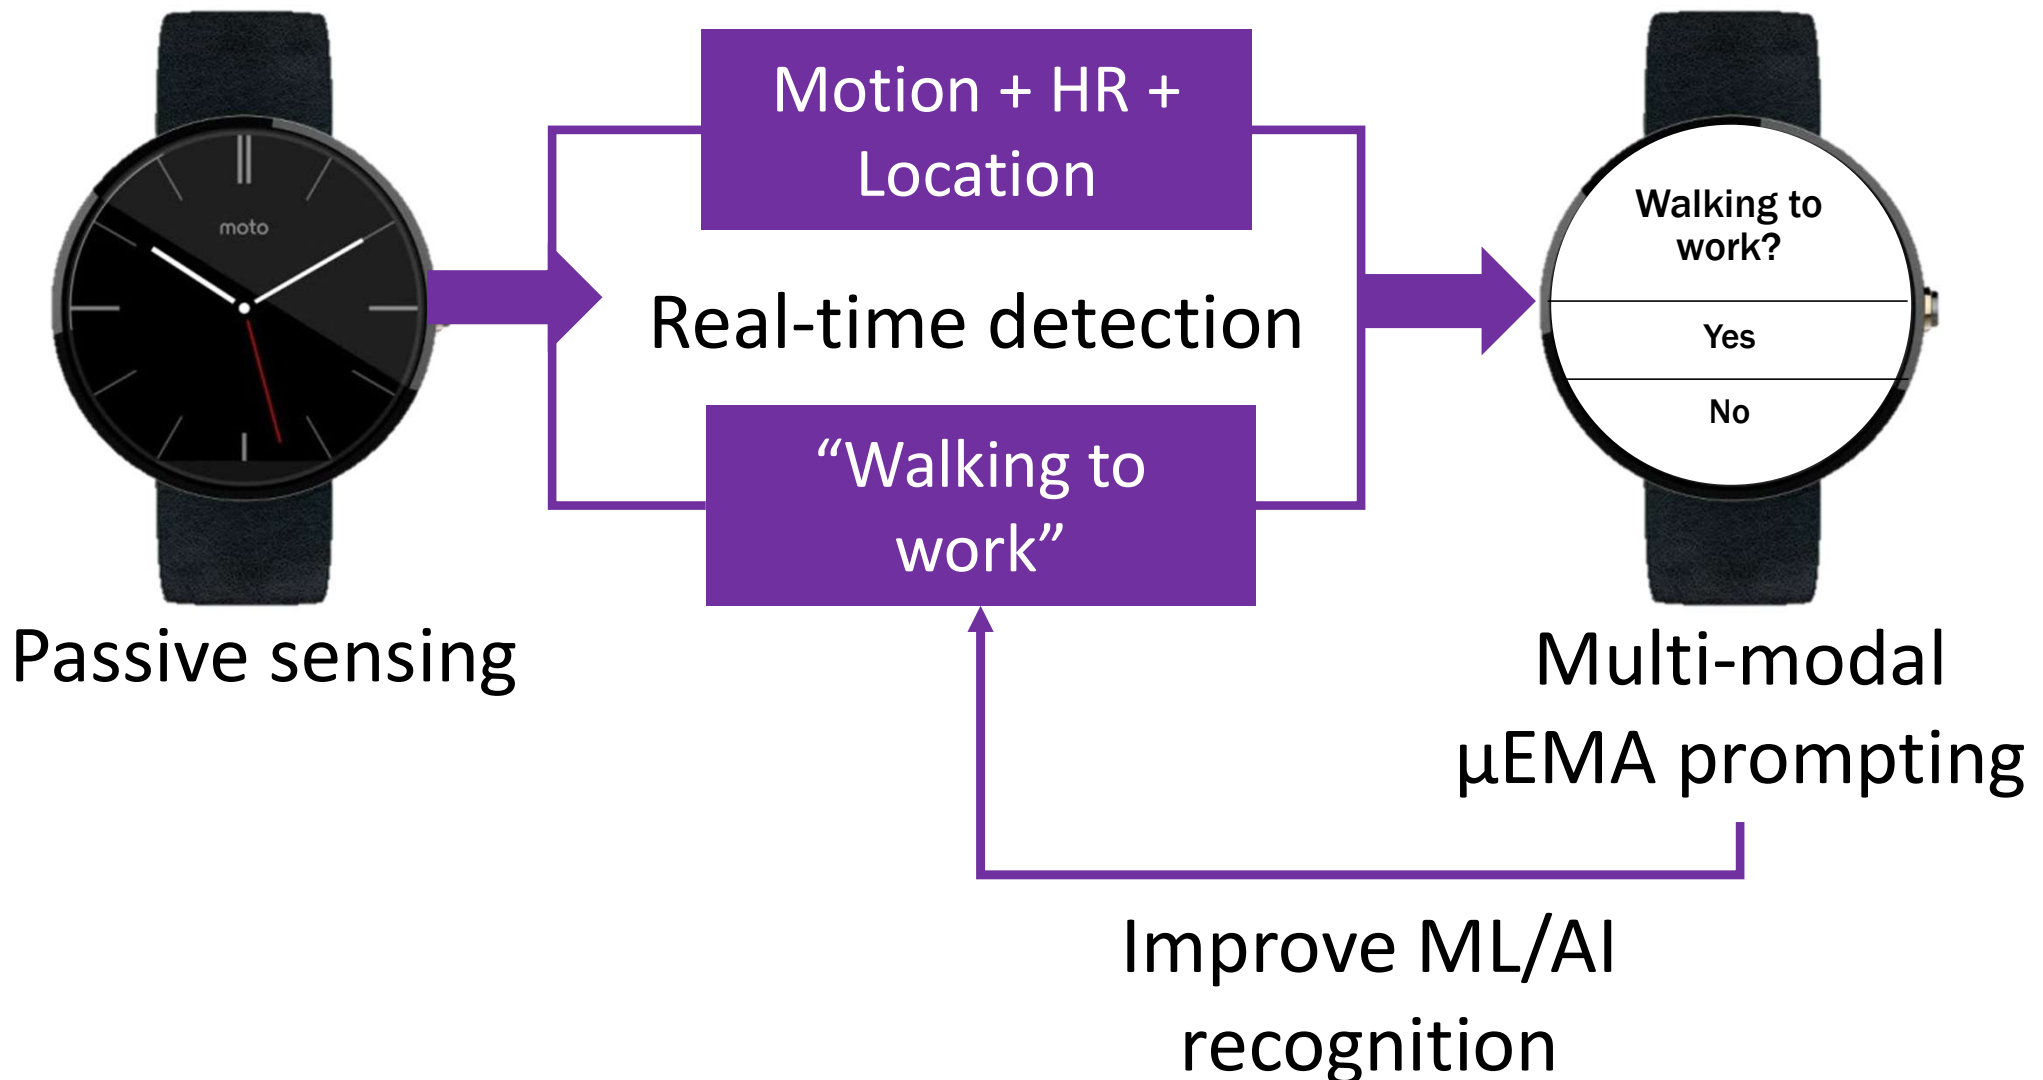 moto
Passive sensing
Motion + HR +
Location
Real-time detection
“Walking to
work”
Walking to
work?
Yes
No
Multi-modal
µEMA prompting
Improve ML/AI
recognition